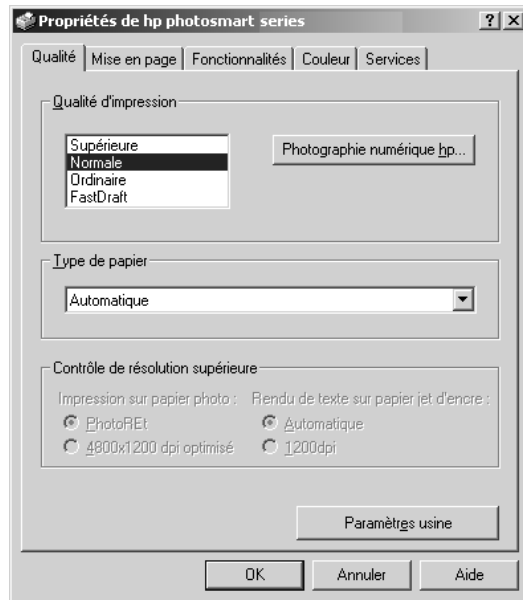 Propriétés de hp photosmart series
Qualité Mise en page Fonctionnalités Couleur Services
Qualité d'impression
Supérieure
Normale
Ordinaire
FastDraft
Photographie numérique hp...
Type de papier
Automatique
Contrôle de résolution supérieure
Impression sur papier photo : Rendu de texte sur papier jet d'encre :
PhotoREt Automatique
4800x1200 dpi optimisé 1200dpi
Paramètres usine
OK Annuler Aide